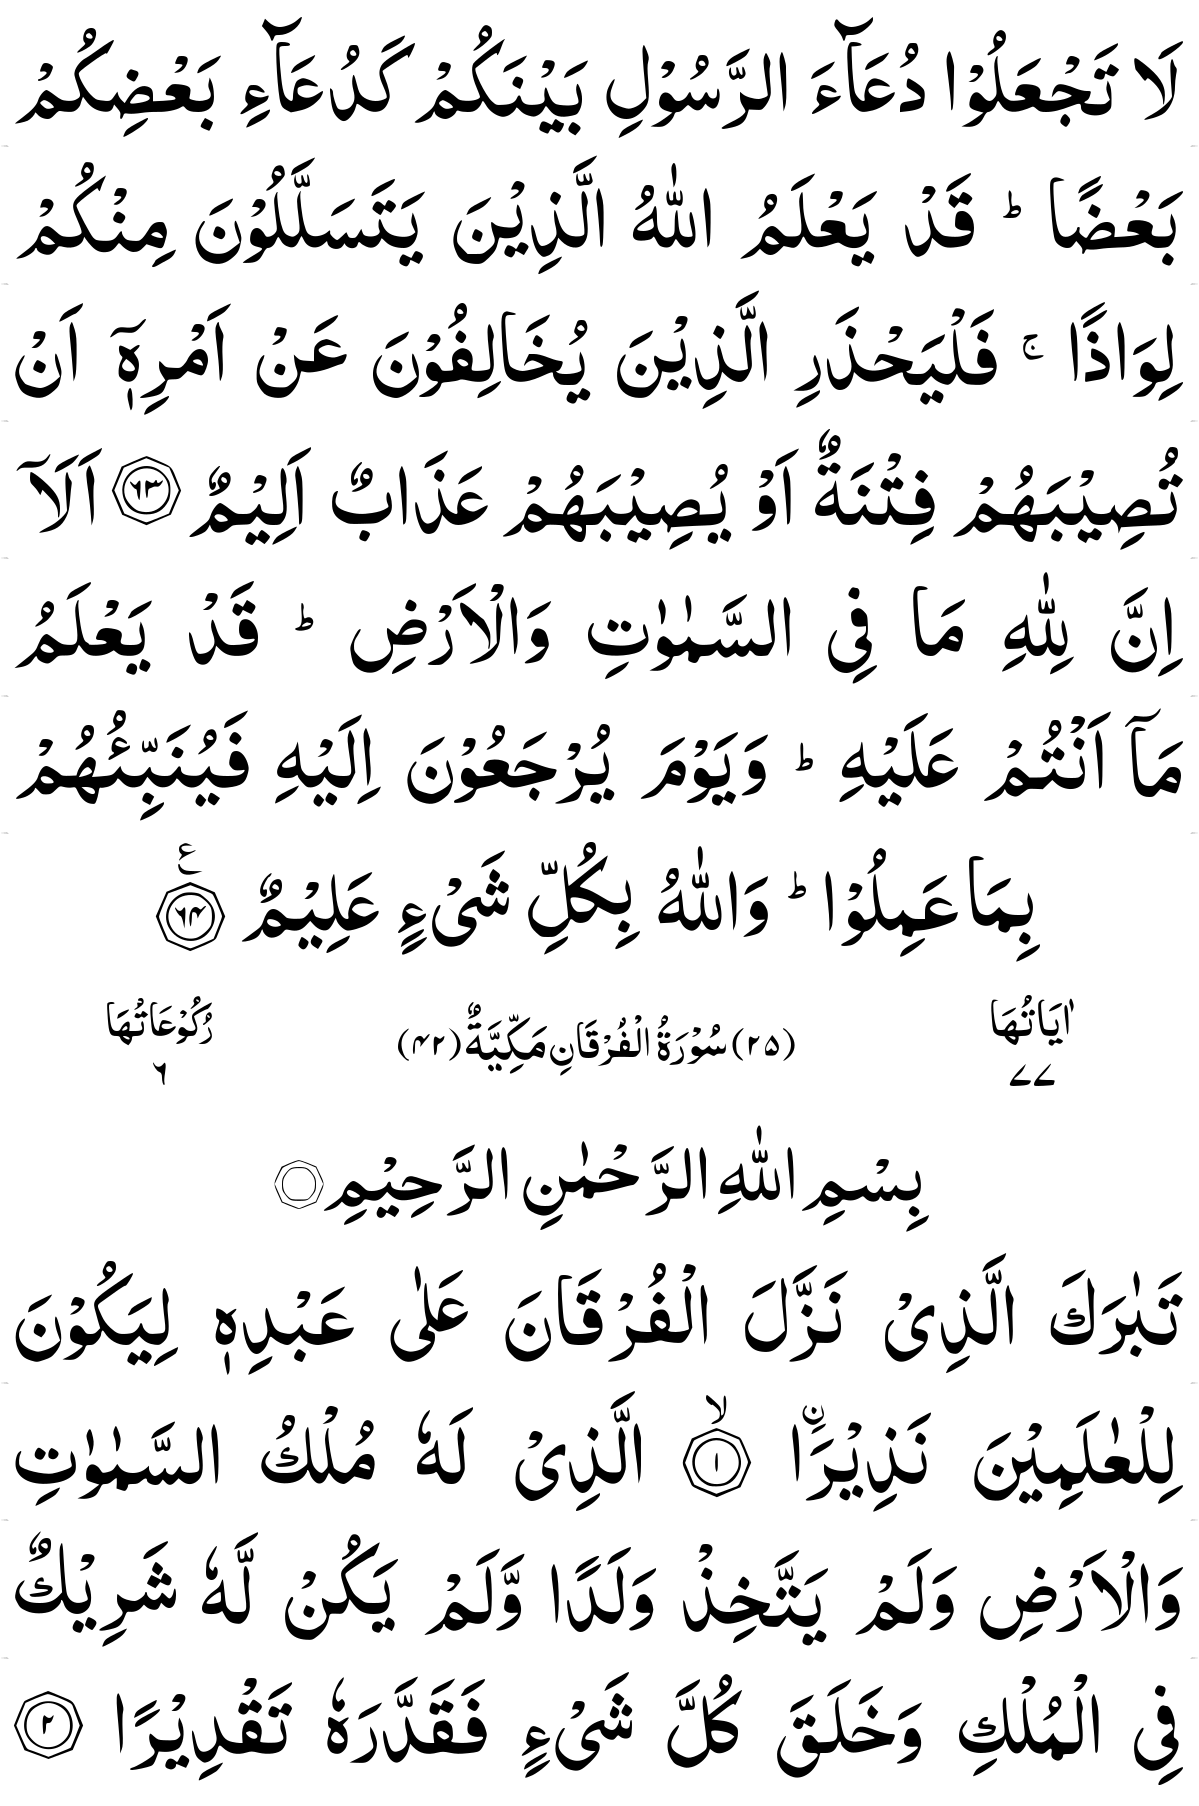 لَا تَجْعَلُوْا دُعَآءَ الرَّسُوْلِ بَيْنَكُمْ كَدُعَآءِ بَعْضِكُمْ
بَعْضًا ؕ قَدْ يَعْلَمُ اللّٰهُ الَّذِيْنَ يَتَسَلَّلُوْنَ مِنْكُمْ
لِوَاذًا ۚ فَلْيَحْذَرِ الَّذِيْنَ يُخَالِفُوْنَ عَنْ اَمْرِهٖۤ اَنْ
تُصِيْبَهُمْ فِتْنَةٌ اَوْ يُصِيْبَهُمْ عَذَابٌ اَلِيْمٌ ۝۶۳ اَلَاۤ
اِنَّ لِلّٰهِ مَا فِى السَّمٰوٰتِ وَالْاَرْضِ ؕ قَدْ يَعْلَمُ
مَاۤ اَنْتُمْ عَلَيْهِ ؕ وَيَوْمَ يُرْجَعُوْنَ اِلَيْهِ فَيُنَبِّئُهُمْ
بِمَا عَمِلُوْا ؕ وَاللّٰهُ بِكُلِّ شَىْءٍ عَلِيْمٌ ۝۶۴ ع
اٰيَاتُهَا ۷۷ (۲۵) سُوْرَةُ الْفُرْقَانِ مَكِّيَّةٌ (۴۲) رُكُوْعَاتُهَا ۶
بِسْمِ اللّٰهِ الرَّحْمٰنِ الرَّحِيْمِ ۝
تَبٰرَكَ الَّذِىْ نَزَّلَ الْفُرْقَانَ عَلٰى عَبْدِهٖ لِيَكُوْنَ
لِلْعٰلَمِيْنَ نَذِيْرَاۨ ۙ‏ ۝۱ الَّذِىْ لَهٗ مُلْكُ السَّمٰوٰتِ
وَالْاَرْضِ وَلَمْ يَتَّخِذْ وَلَدًا وَّلَمْ يَكُنْ لَّهٗ شَرِيْكٌ
فِى الْمُلْكِ وَخَلَقَ كُلَّ شَىْءٍ فَقَدَّرَهٗ تَقْدِيْرًا ۝۲